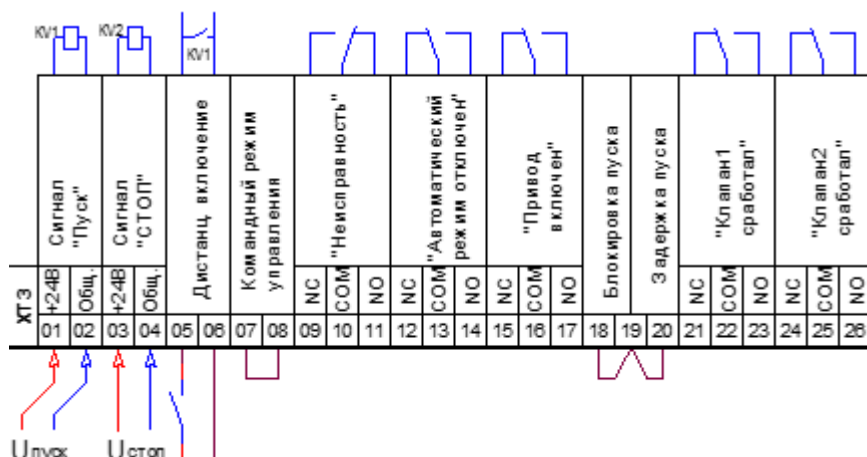 KV1
KV2
KV1
XT3
Сигнал
"Пуск"
Сигнал
"СТОП"
Дистанц. включение
Командный режим
управления
"Неисправность"
"Автоматический
режим отключен"
"Привод
включен"
Блокировка пуска
Задержка пуска
"Клапан1
сработал"
"Клапан2
сработал"
+24В Общ. +24В Общ. NC COM NO NC COM NO NC COM NO NC COM NO NC COM NO
01 02 03 04 05 06 07 08 09 10 11 12 13 14 15 16 17 18 19 20 21 22 23 24 25 26
Uпуск Uстоп